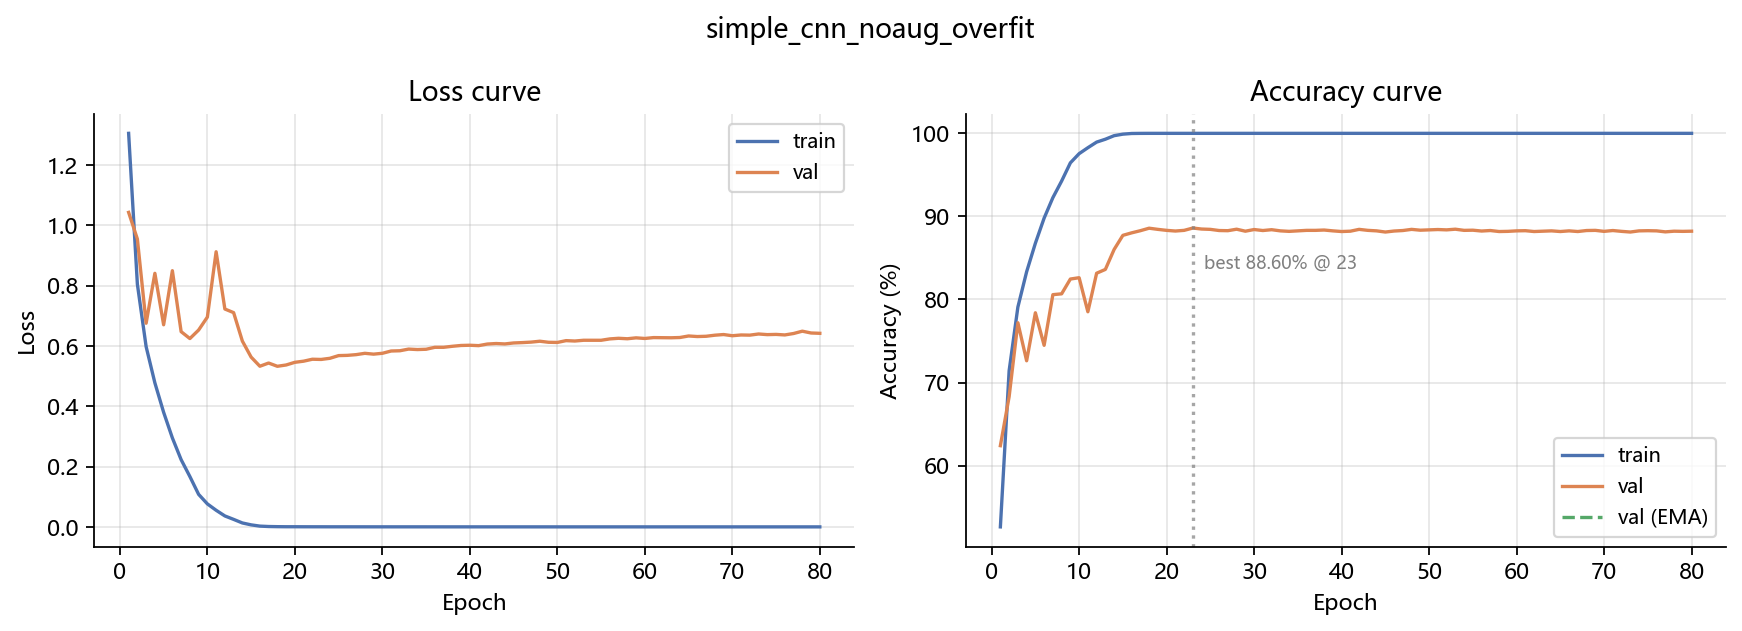 simple_cnn_noaug_overfit
Loss curve
train
val
1.2
1.0
0.8
0.6
0.4
0.2
0.0
Loss
0 10 20 30 40 50 60 70 80
Epoch
Accuracy curve
100
90
80
70
60
Accuracy (%)
best 88.60% @ 23
train
val
val (EMA)
0 10 20 30 40 50 60 70 80
Epoch